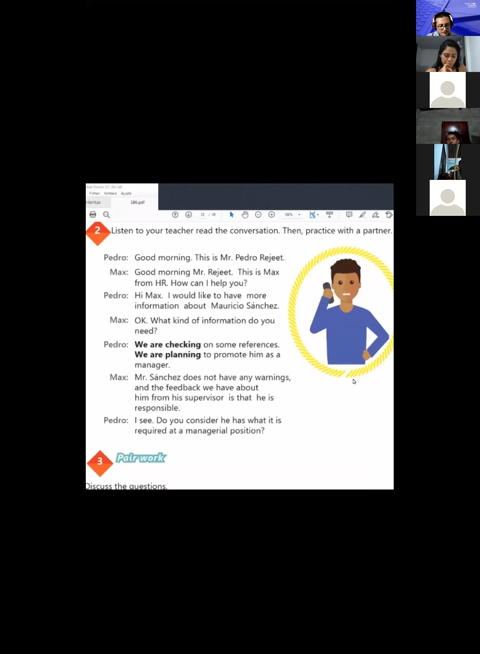 186.pdf
2 Listen to your teacher read the conversation. Then, practice with a partner.
Pedro: Good morning. This is Mr. Pedro Rejeet.
Max: Good morning Mr. Rejeet. This is Max
from HR. How can I help you?
Pedro: Hi Max. I would like to have more
information about Mauricio Sánchez.
Max: OK. What kind of information do you
need?
Pedro: We are checking on some references.
We are planning to promote him as a
manager.
Max: Mr. Sánchez does not have any warnings,
and the feedback we have about
him from his supervisor is that he is
responsible.
Pedro: I see. Do you consider he has what it is
required at a managerial position?
3 Pair work
Discuss the questions.